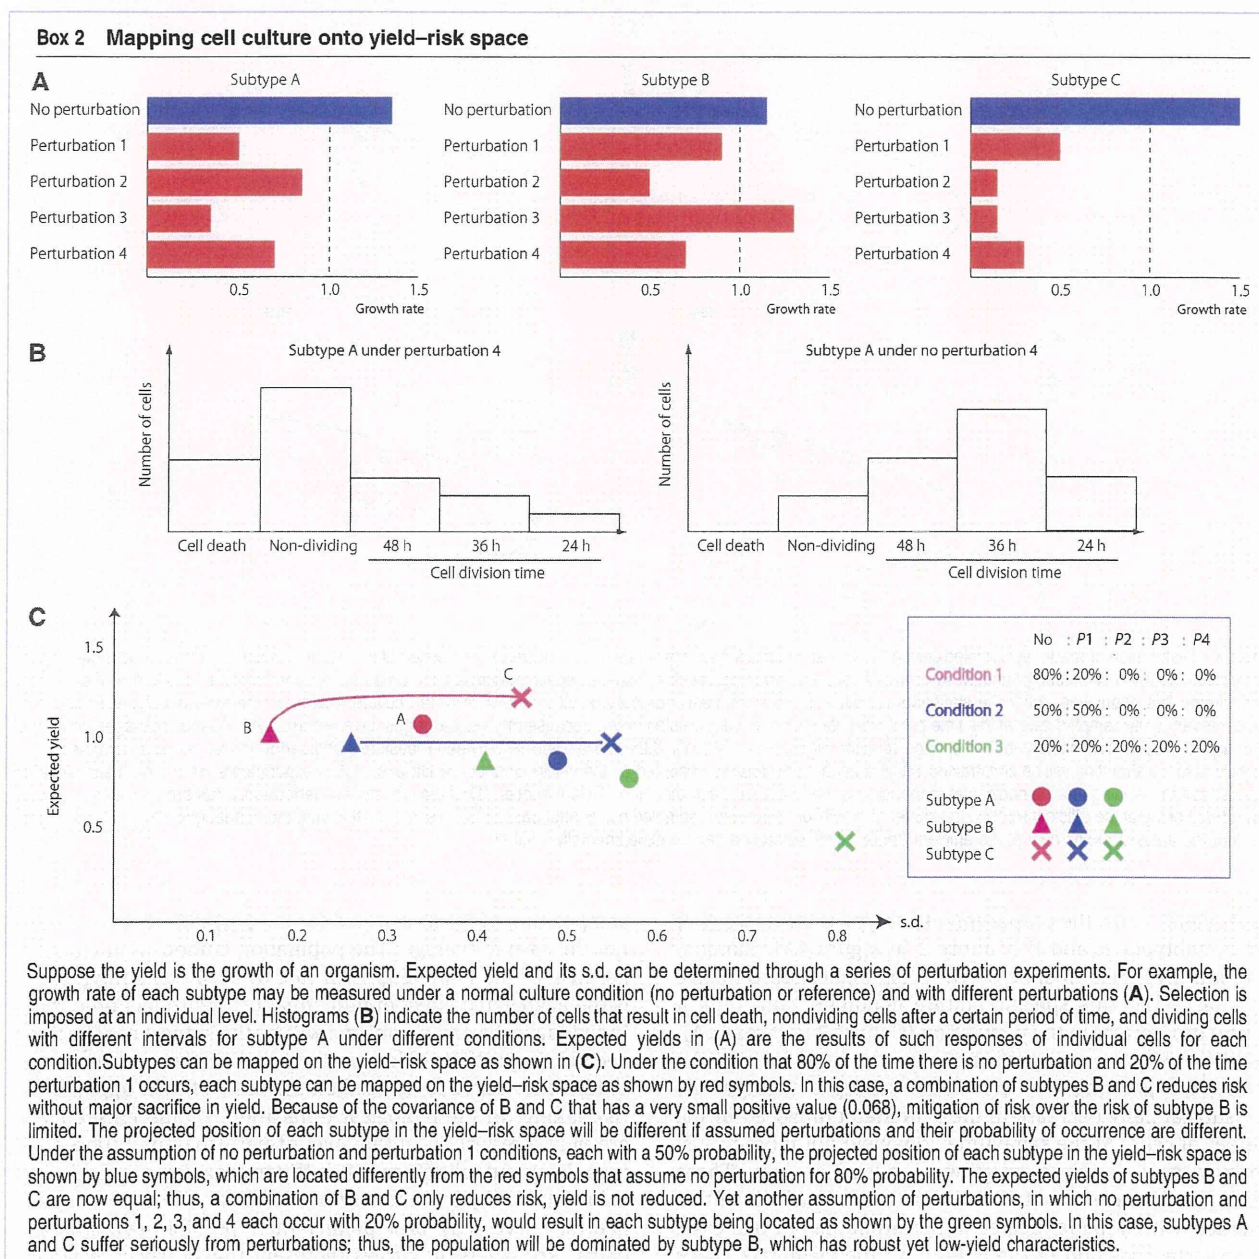 Box 2 Mapping cell culture onto yield–risk space
A
Subtype A
No perturbation
Perturbation 1
Perturbation 2
Perturbation 3
Perturbation 4
0.5 1.0 1.5
Growth rate
Subtype B
No perturbation
Perturbation 1
Perturbation 2
Perturbation 3
Perturbation 4
0.5 1.0 1.5
Growth rate
Subtype C
No perturbation
Perturbation 1
Perturbation 2
Perturbation 3
Perturbation 4
0.5 1.0 1.5
Growth rate
B
Subtype A under perturbation 4
Number of cells
Cell death Non-dividing 48 h 36 h 24 h
Cell division time
Subtype A under no perturbation 4
Number of cells
Cell death Non-dividing 48 h 36 h 24 h
Cell division time
C
Expected yield
1.5
1.0
0.5
B
A
C
0.1 0.2 0.3 0.4 0.5 0.6 0.7 0.8
s.d.
No : P1 : P2 : P3 : P4
Condition 1 80% : 20% : 0% : 0% : 0%
Condition 2 50% : 50% : 0% : 0% : 0%
Condition 3 20% : 20% : 20% : 20% : 20%
Subtype A
Subtype B
Subtype C
Suppose the yield is the growth of an organism. Expected yield and its s.d. can be determined through a series of perturbation experiments. For example, the
growth rate of each subtype may be measured under a normal culture condition (no perturbation or reference) and with different perturbations (A). Selection is
imposed at an individual level. Histograms (B) indicate the number of cells that result in cell death, nondividing cells after a certain period of time, and dividing cells
with different intervals for subtype A under different conditions. Expected yields in (A) are the results of such responses of individual cells for each
condition.Subtypes can be mapped on the yield–risk space as shown in (C). Under the condition that 80% of the time there is no perturbation and 20% of the time
perturbation 1 occurs, each subtype can be mapped on the yield–risk space as shown by red symbols. In this case, a combination of subtypes B and C reduces risk
without major sacrifice in yield. Because of the covariance of B and C that has a very small positive value (0.068), mitigation of risk over the risk of subtype B is
limited. The projected position of each subtype in the yield–risk space will be different if assumed perturbations and their probability of occurrence are different.
Under the assumption of no perturbation and perturbation 1 conditions, each with a 50% probability, the projected position of each subtype in the yield–risk space is
shown by blue symbols, which are located differently from the red symbols that assume no perturbation for 80% probability. The expected yields of subtypes B and
C are now equal; thus, a combination of B and C only reduces risk, yield is not reduced. Yet another assumption of perturbations, in which no perturbation and
perturbations 1, 2, 3, and 4 each occur with 20% probability, would result in each subtype being located as shown by the green symbols. In this case, subtypes A
and C suffer seriously from perturbations; thus, the population will be dominated by subtype B, which has robust yet low-yield characteristics.